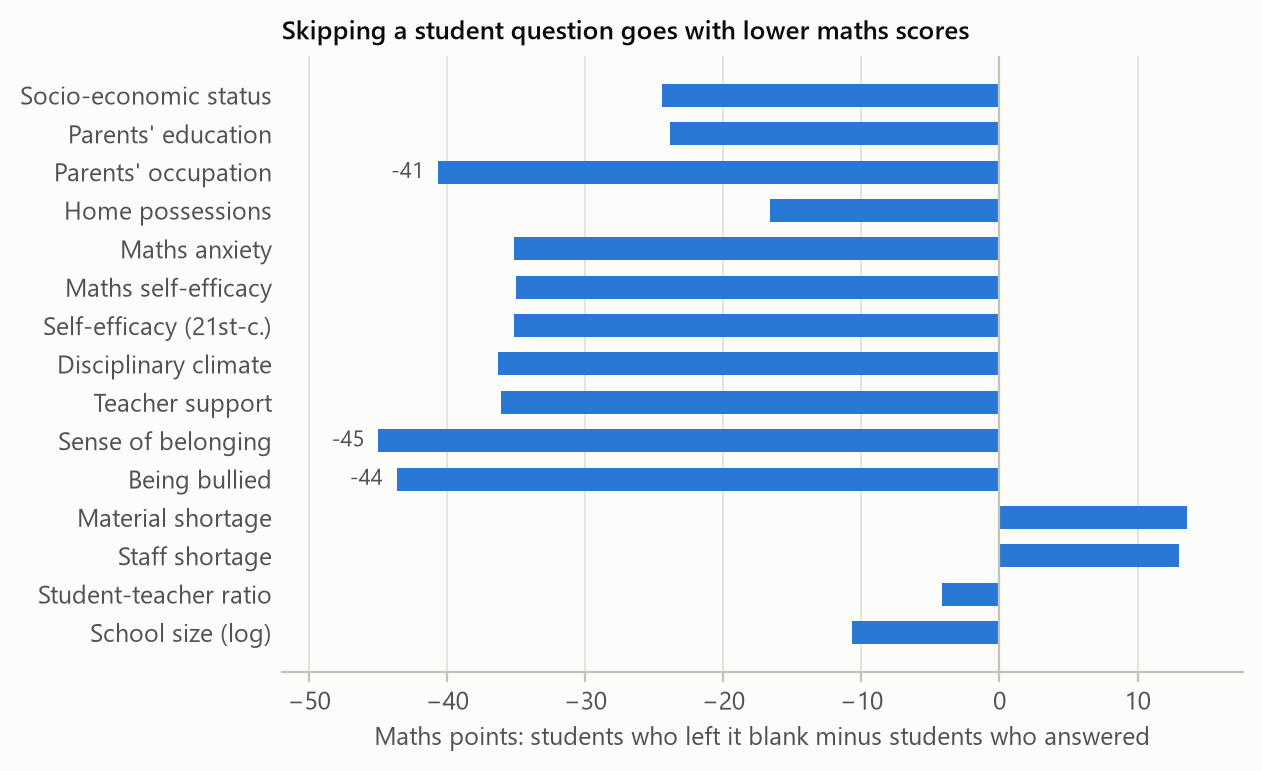 Skipping a student question goes with lower maths scores
Socio-economic status
Parents' education
Parents' occupation
-41
Home possessions
Maths anxiety
Maths self-efficacy
Self-efficacy (21st-c.)
Disciplinary climate
Teacher support
Sense of belonging
-45
Being bullied
-44
Material shortage
Staff shortage
Student-teacher ratio
School size (log)
−50 −40 −30 −20 −10 0 10
Maths points: students who left it blank minus students who answered